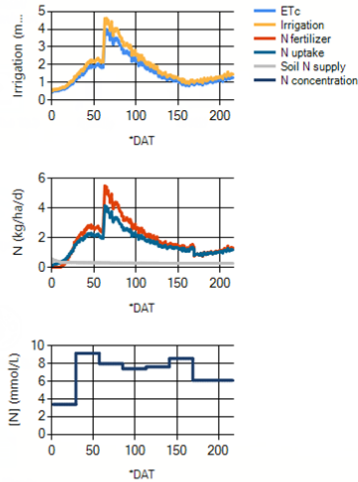 Irrigation (m...
5
4
3
2
1
0
0
50
100
150
200
*DAT
ETc
Irrigation
N fertilizer
N uptake
Soil N supply
N concentration
N (kg/ha/d)
6
4
2
0
0
50
100
150
200
*DAT
[N] (mmol/L)
10
8
6
4
2
0
0
50
100
150
200
*DAT